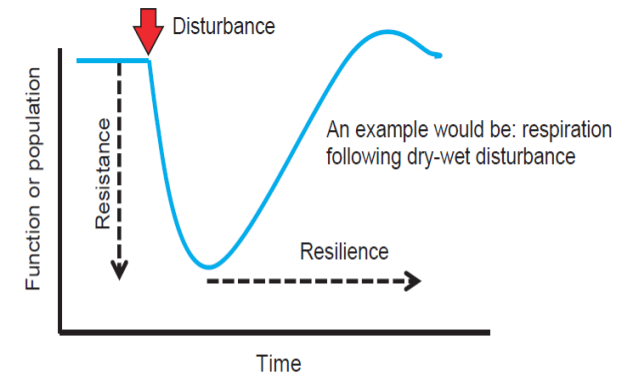 Disturbance
Function or population
Resistance
An example would be: respiration
following dry-wet disturbance
Resilience
Time